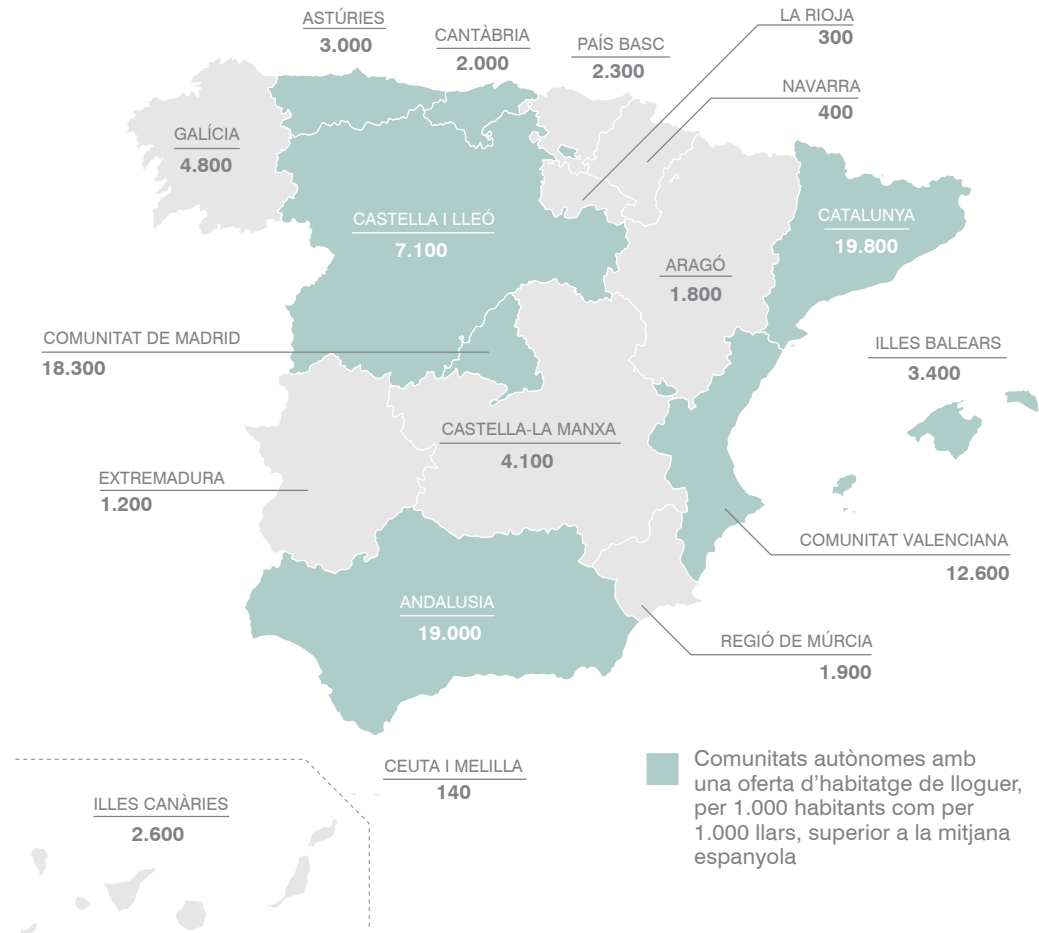 ASTÚRIES
3.000
CANTÀBRIA
2.000
PAÍS BASC
2.300
LA RIOJA
300
NAVARRA
400
GALÍCIA
4.800
CASTELLA I LLEÓ
7.100
CATALUNYA
19.800
ARAGÓ
1.800
COMUNITAT DE MADRID
18.300
ILLES BALEARS
3.400
CASTELLA-LA MANXA
4.100
EXTREMADURA
1.200
COMUNITAT VALENCIANA
12.600
ANDALUSIA
19.000
REGIÓ DE MÚRCIA
1.900
CEUTA I MELILLA
140
ILLES CANÀRIES
2.600
Comunitats autònomes amb
una oferta d’habitatge de lloguer,
per 1.000 habitants com per
1.000 llars, superior a la mitjana
espanyola